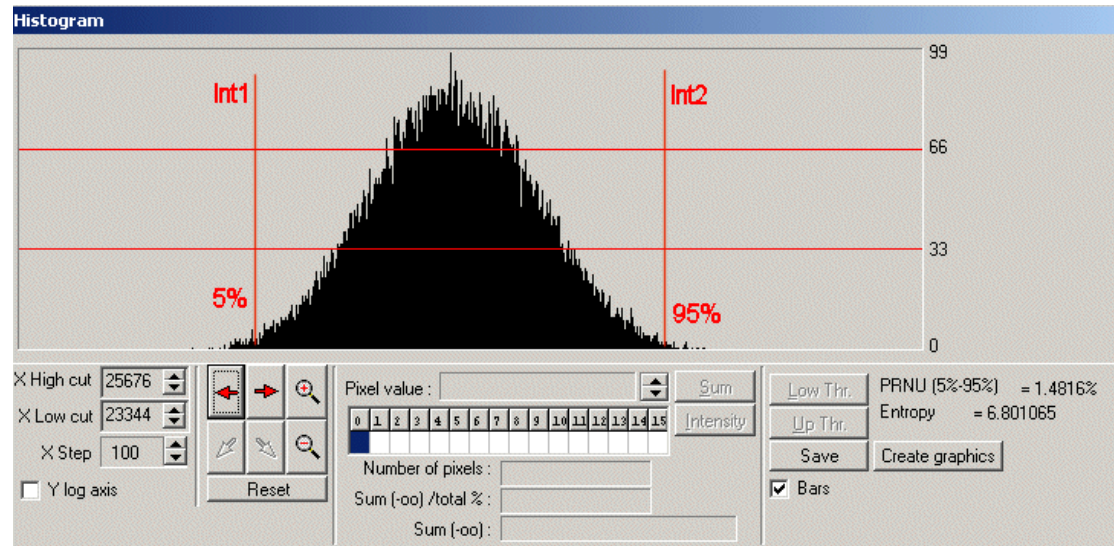 Histogram
99
Int1
Int2
66
33
5%
95%
0
X High cut 25676
X Low cut 23344
X Step 100
Y log axis
Reset
Pixel value :
Sum
0 1 2 3 4 5 6 7 8 9 10 11 12 13 14 15
Intensity
Number of pixels :
Sum (-oo) /total % :
Sum (-oo) :
Low Thr.
PRNU (5%-95%) = 1.4816%
Up Thr.
Entropy = 6.801065
Save
Create graphics
Bars